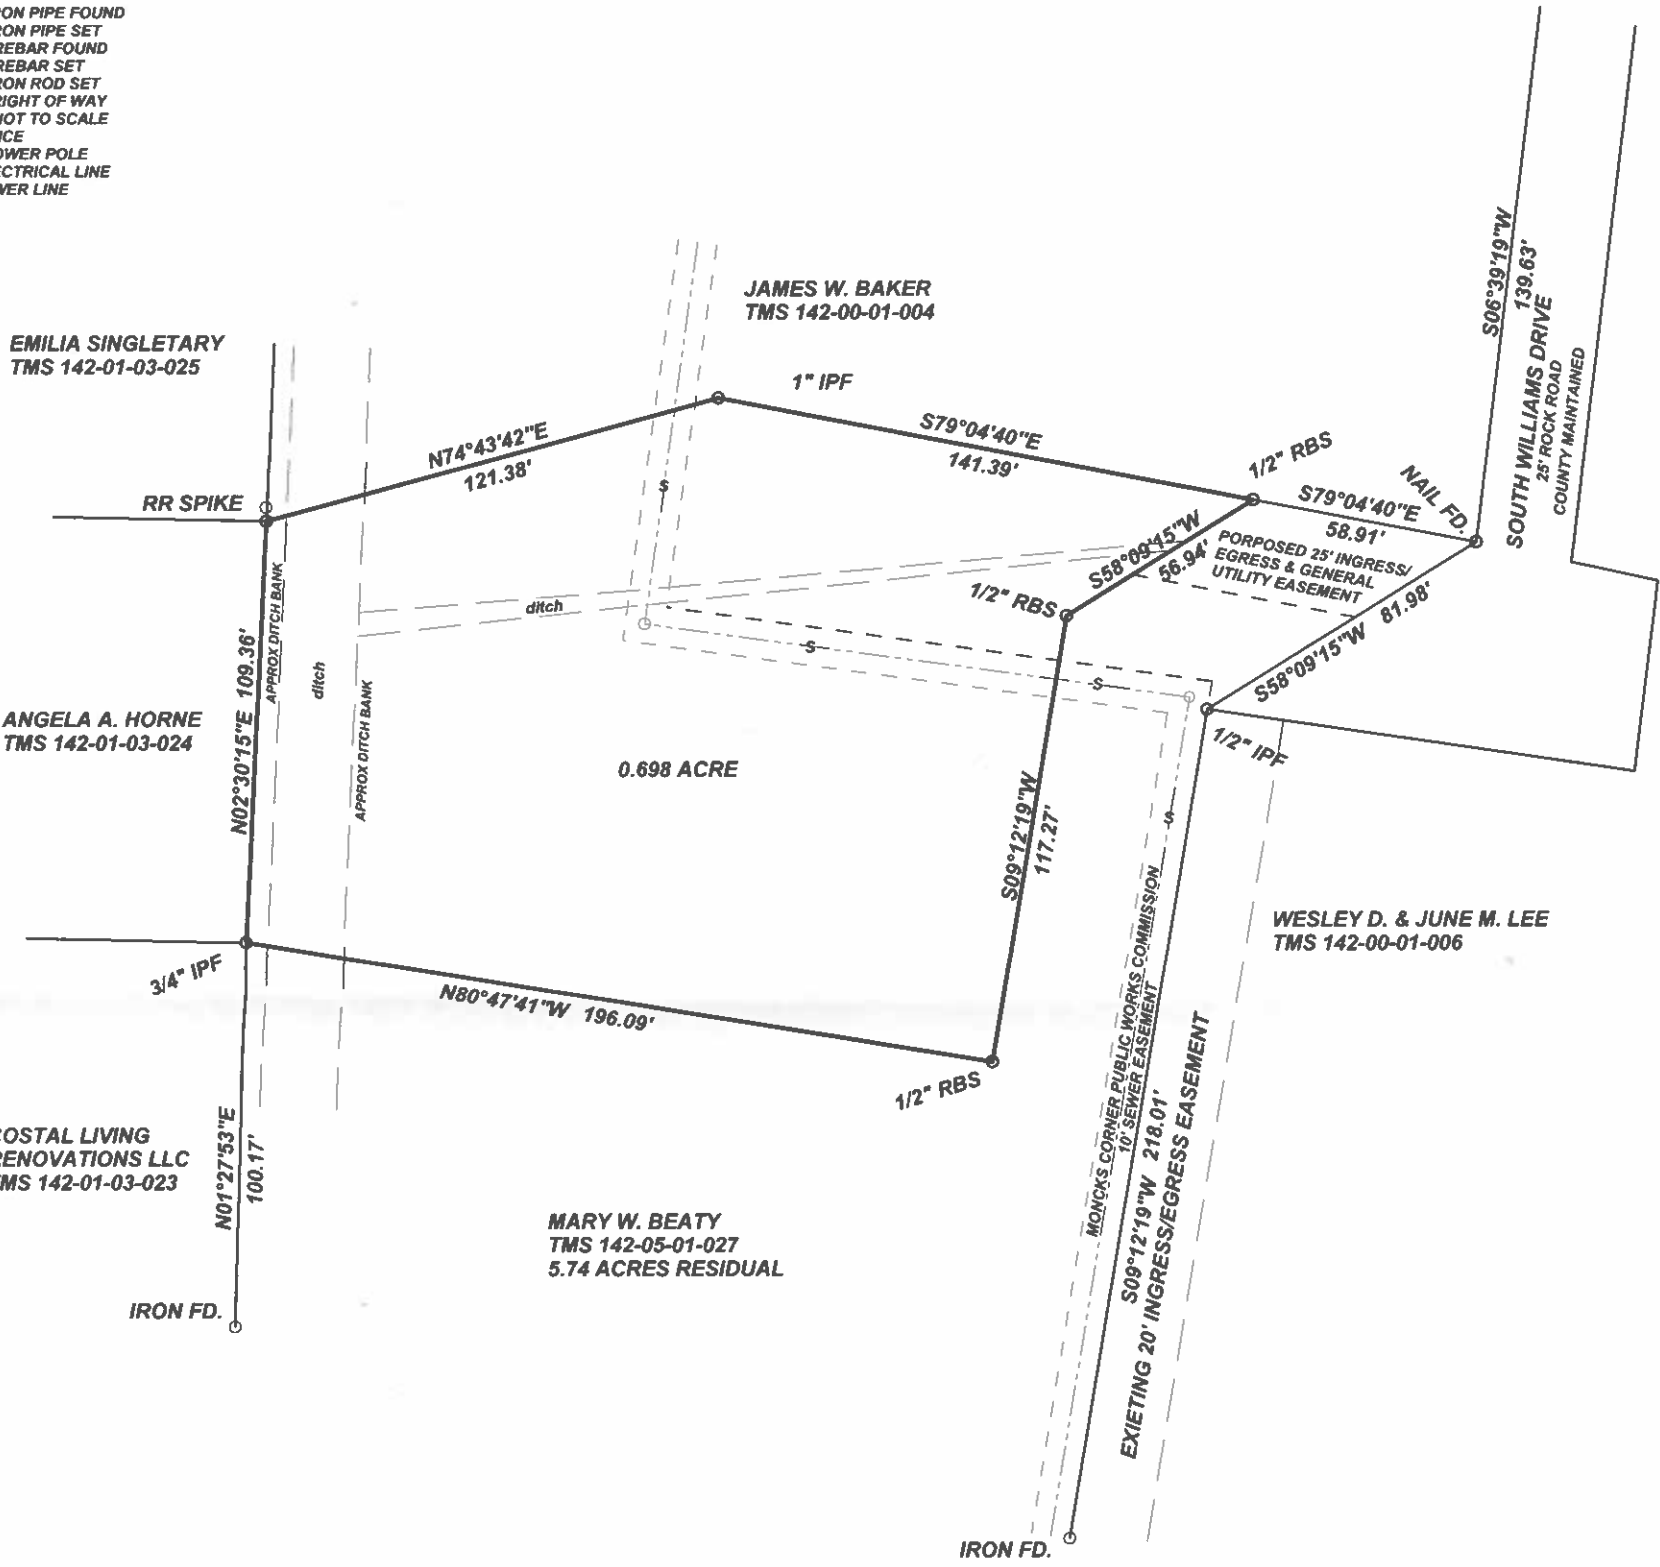 PIPE FOUND
PIPE SET
REBAR FOUND
REBAR SET
ROD SET
RIGHT OF WAY
NOT TO SCALE
POWER POLE
LINE
LINE
EMILIA SINGLETARY
TMS 142-01-03-025
JAMES W. BAKER
TMS 142-00-01-004
1" IPF
RR SPIKE
N74°43'42"E
121.38'
S79°04'40"E
141.39'
1/2" RBS
S79°04'40"E
58.91'
NAIL FD.
S06°39'19"W
139.63'
SOUTH WILLIAMS DRIVE
25' ROCK ROAD
COUNTY MAINTAINED
S
S58°09'15"W
56.94'
PORPOSED 25' INGRESS/
EGRESS & GENERAL
UTILITY EASEMENT
1/2" RBS
ditch
S58°09'15"W 81.98'
S
S
1/2" IPF
APPROX DITCH BANK
ditch
APPROX DITCH BANK
N02°30'15"E 109.36'
ANGELA A. HORNE
TMS 142-01-03-024
0.698 ACRE
S09°12'19"W
117.27'
S
MONCKS CORNER PUBLIC WORKS COMMISSION
10' SEWER EASEMENT
WESLEY D. & JUNE M. LEE
TMS 142-00-01-006
3/4" IPF
N80°47'41"W 196.09'
1/2" RBS
S09°12'19"W 218.01'
EXIETING 20' INGRESS/EGRESS EASEMENT
N01°27'53"E
100.17'
OSTAL LIVING
RENOVATIONS LLC
TMS 142-01-03-023
MARY W. BEATY
TMS 142-05-01-027
5.74 ACRES RESIDUAL
IRON FD.
IRON FD.